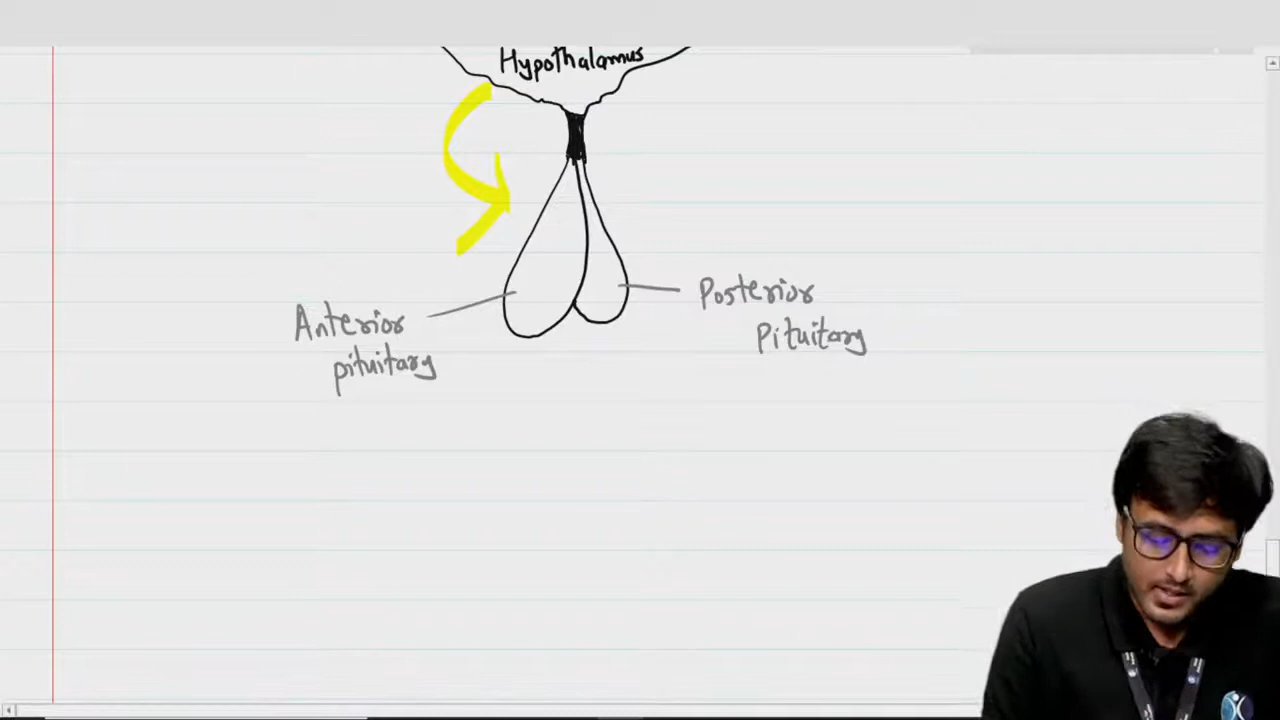 Hypothalamus
Anterior
pituitary
Posterior
Pituitary